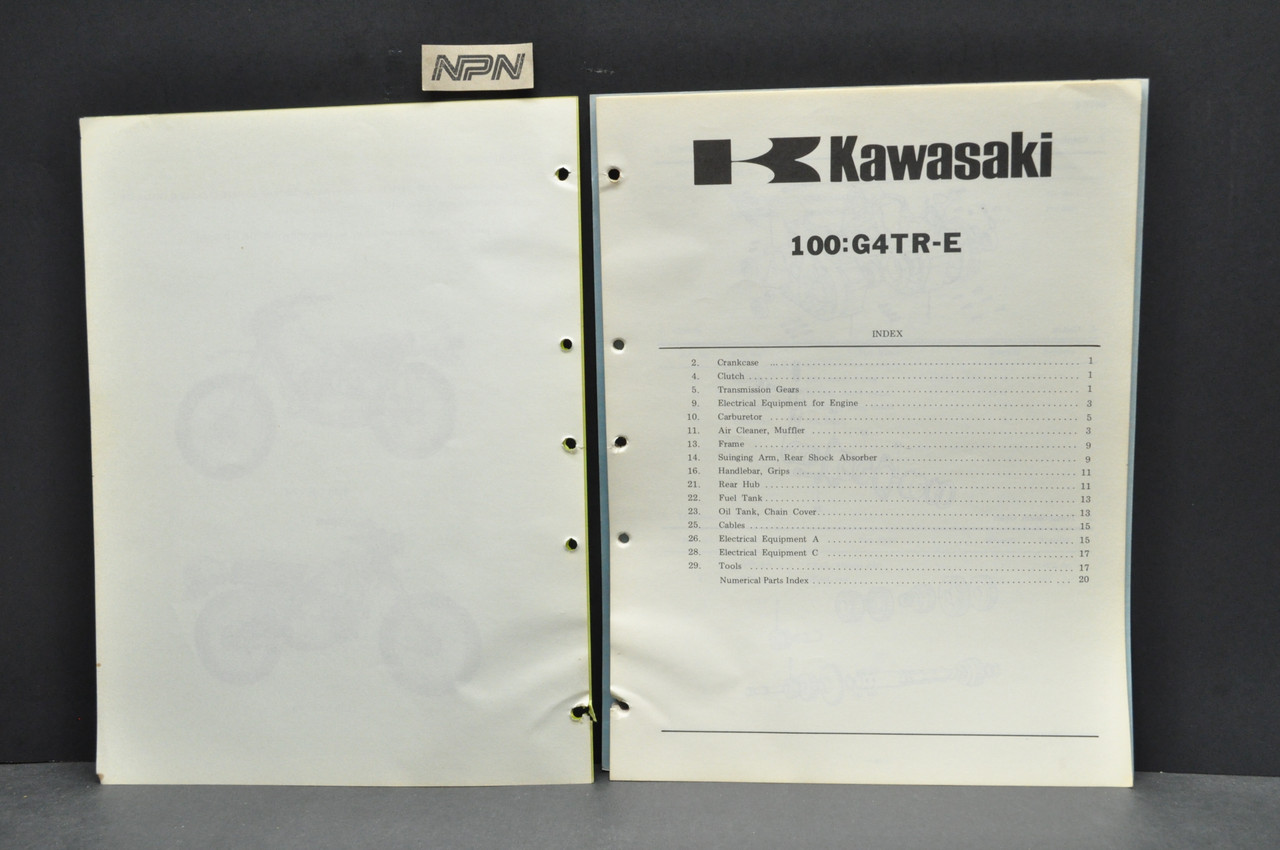 NPN
Kawasaki
100:G4TR-E
INDEX
2. Crankcase ... 1
4. Clutch ... 1
5. Transmission Gears ... 1
9. Electrical Equipment for Engine ... 3
10. Carburetor ... 5
11. Air Cleaner, Muffler ... 3
13. Frame ... 9
14. Suinging Arm, Rear Shock Absorber ... 9
16. Handlebar, Grips ... 11
21. Rear Hub ... 11
22. Fuel Tank ... 13
23. Oil Tank, Chain Cover ... 13
25. Cables ... 15
26. Electrical Equipment A ... 15
28. Electrical Equipment C ... 17
29. Tools ... 17
Numerical Parts Index ... 20